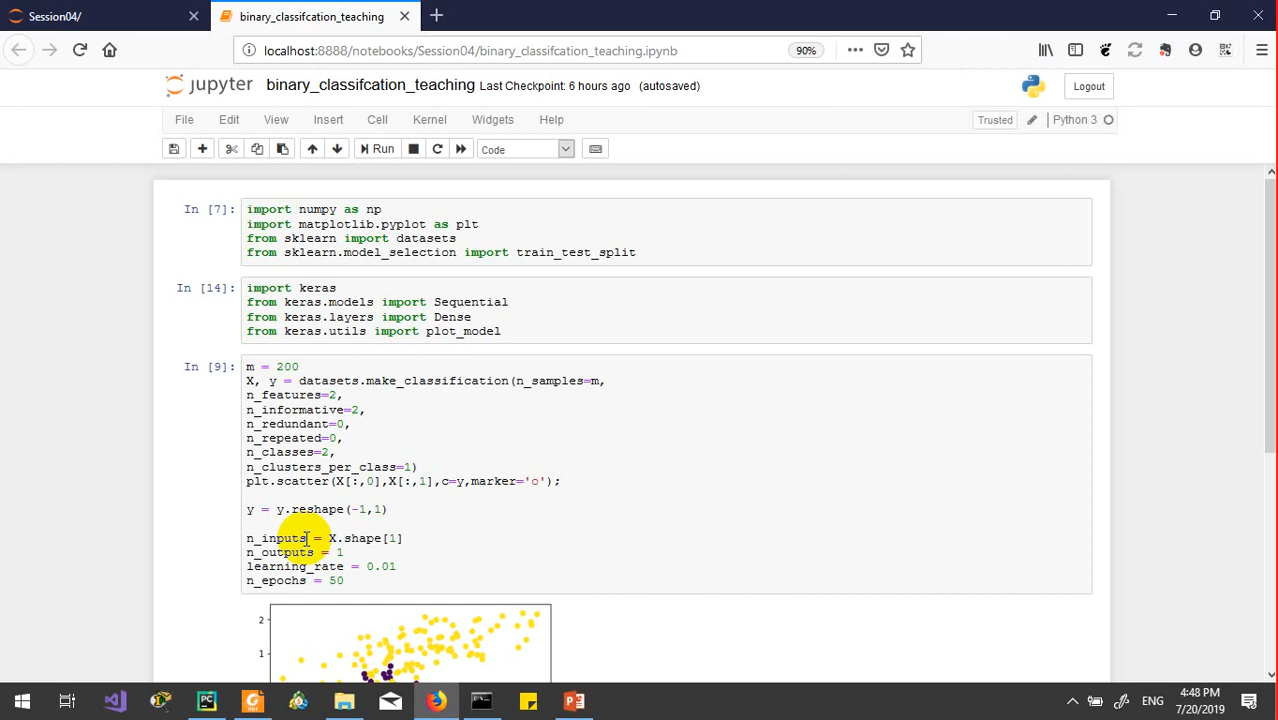 Session04/
binary_classifcation_teaching
localhost:8888/notebooks/Session04/binary_classifcation_teaching.ipynb
90%
jupyter
binary_classifcation_teaching Last Checkpoint: 6 hours ago (autosaved)
Logout
File Edit View Insert Cell Kernel Widgets Help
Trusted
Python 3
Run
Code
In [7]:
import numpy as np
import matplotlib.pyplot as plt
from sklearn import datasets
from sklearn.model_selection import train_test_split
In [14]:
import keras
from keras.models import Sequential
from keras.layers import Dense
from keras.utils import plot_model
In [9]:
m = 200
X, y = datasets.make_classification(n_samples=m,
n_features=2,
n_informative=2,
n_redundant=0,
n_repeated=0,
n_classes=2,
n_clusters_per_class=1)
plt.scatter(X[:,0],X[:,1],c=y,marker='o');
y = y.reshape(-1,1)
n_inputs = X.shape[1]
n_outputs = 1
learning_rate = 0.01
n_epochs = 50
2
1
ENG
4:48 PM
7/20/2019